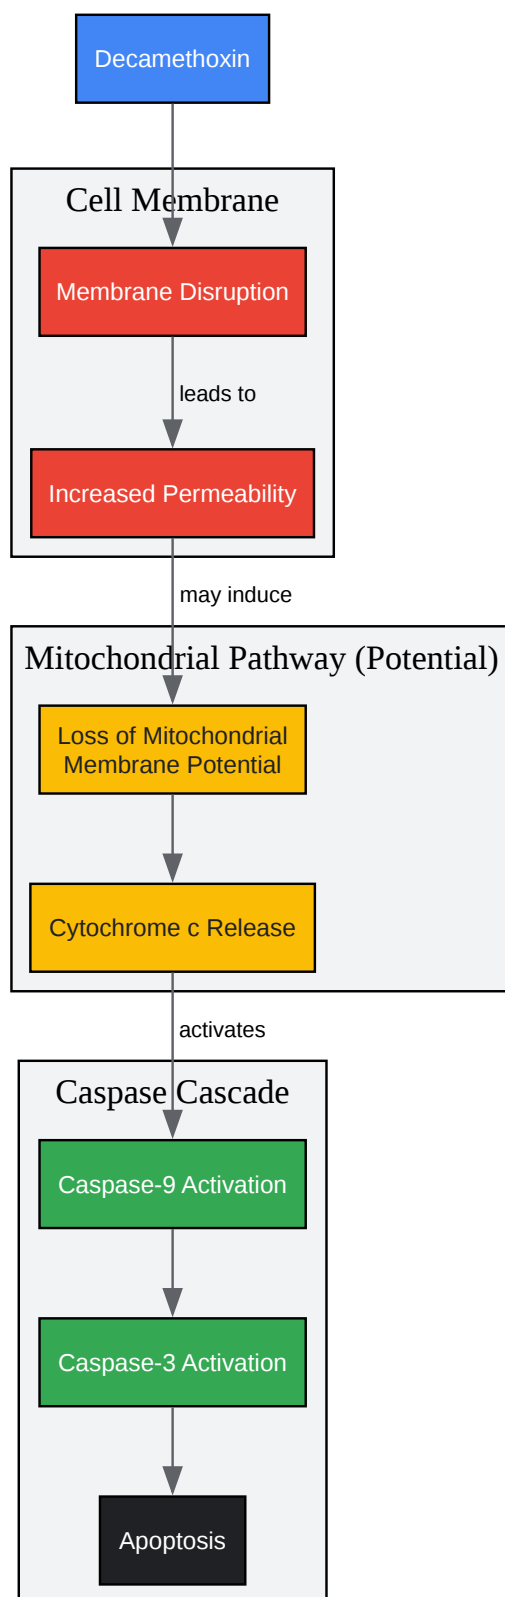 Decamethoxin
Cell Membrane
Membrane Disruption
leads to
Increased Permeability
may induce
Mitochondrial Pathway (Potential)
Loss of Mitochondrial
Membrane Potential
Cytochrome c Release
activates
Caspase Cascade
Caspase-9 Activation
Caspase-3 Activation
Apoptosis